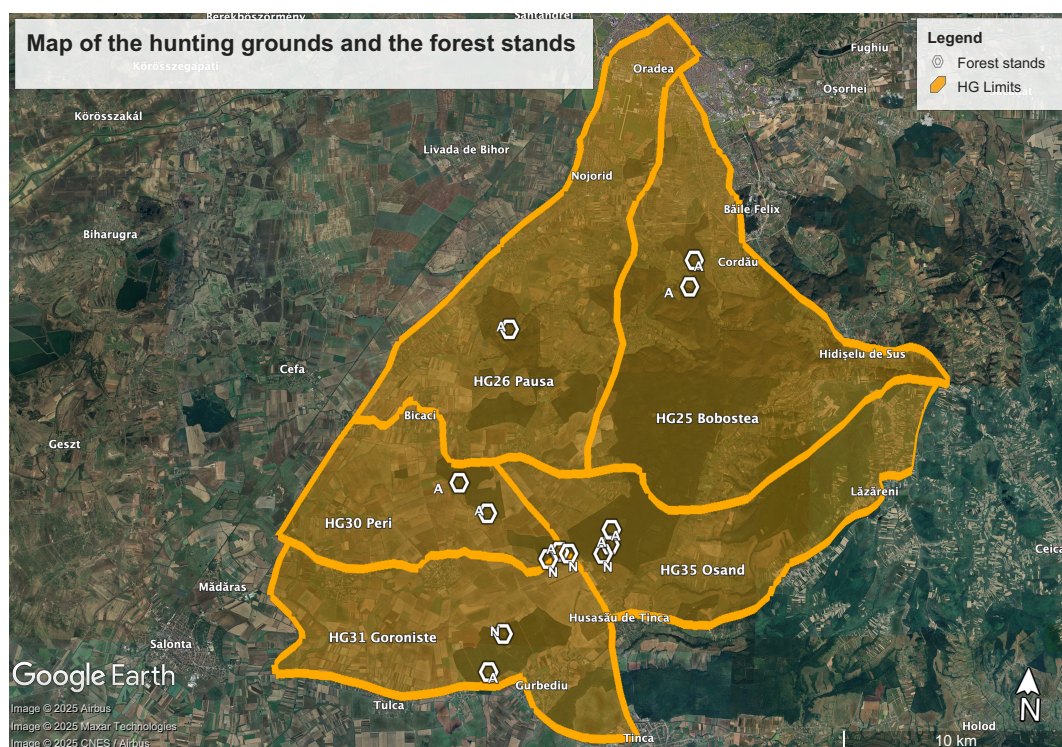 Berekböszörmény
Sântandrei
Map of the hunting grounds and the forest stands
Körösszegapáti
Legend
Forest stands
HG Limits
Fughiu
Oradea
Oșorhei
Körösszakál
Livada de Bihor
Nojorid
Băile Felix
Biharugra
Cordău
A
A
A
Hidișelu de Sus
Cefa
HG26 Pausa
Bicaci
HG25 Bobostea
Geszt
A
Lăzăreni
A
HG30 Peri
A
A
A
N
N
N
HG35 Osand
Ceica
Mădăras
Husasău de Tinca
Salonta
HG31 Goroniste
N
A
Google Earth
Gurbediu
Tulca
N
Image © 2025 Airbus
Image © 2025 Maxar Technologies
Image © 2025 CNES / Airbus
Tinca
Holod
10 km